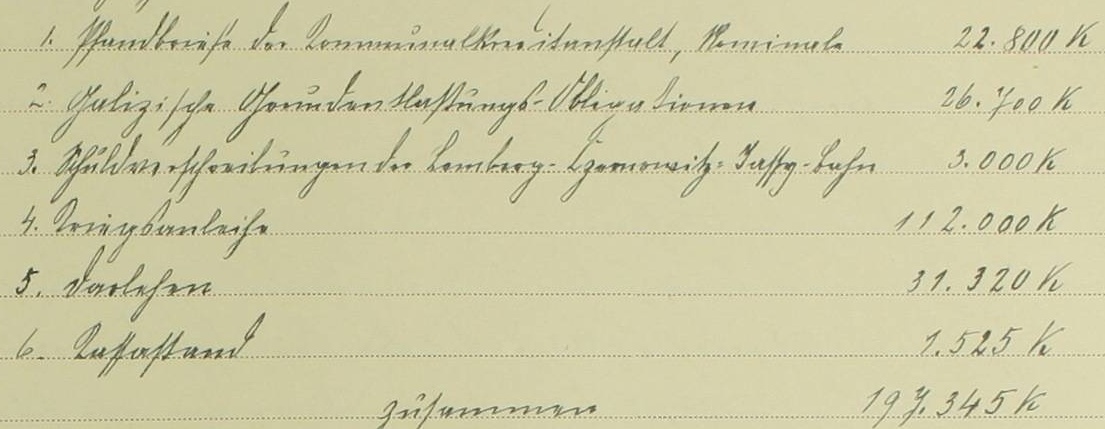 1. Pfandbriefe der Kommunalkreditanstalt, Nominale 22.800 K
2. Galizische Grundentlastungs-Obligationen 26.700 K
3. Schuldverschreibungen der Lemberg-Czernowitz-Jassy-Bahn 3.000 K
4. Kriegsanleihe 112.000 K
5. Darlehen 31.320 K
6. Kassastand 1.525 K
zusammen 197.345 K